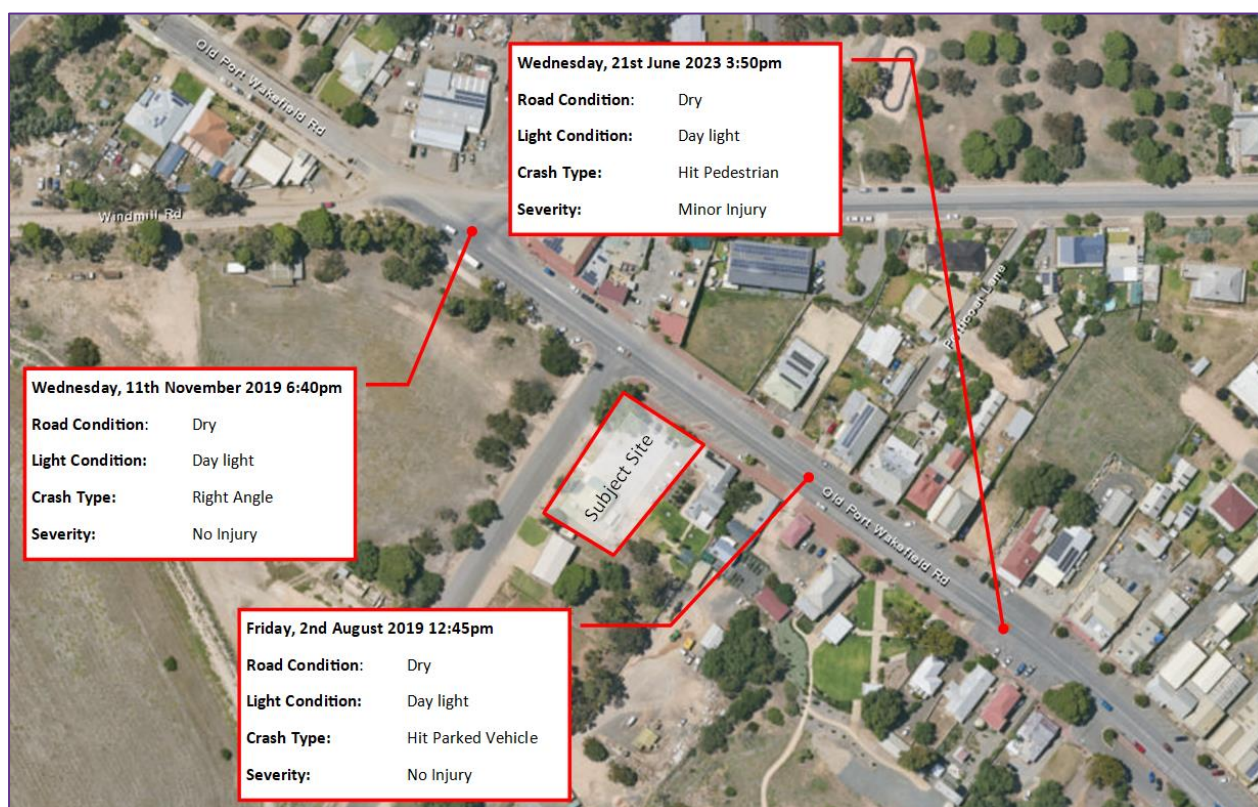 Old Port Wakefield Rd
Windmill Rd
Wednesday, 21st June 2023 3:50pm
Road Condition: Dry
Light Condition: Day light
Crash Type: Hit Pedestrian
Severity: Minor Injury
Petticoat Lane
Wednesday, 11th November 2019 6:40pm
Road Condition: Dry
Light Condition: Day light
Crash Type: Right Angle
Severity: No Injury
Subject Site
Old Port Wakefield Rd
Friday, 2nd August 2019 12:45pm
Road Condition: Dry
Light Condition: Day light
Crash Type: Hit Parked Vehicle
Severity: No Injury